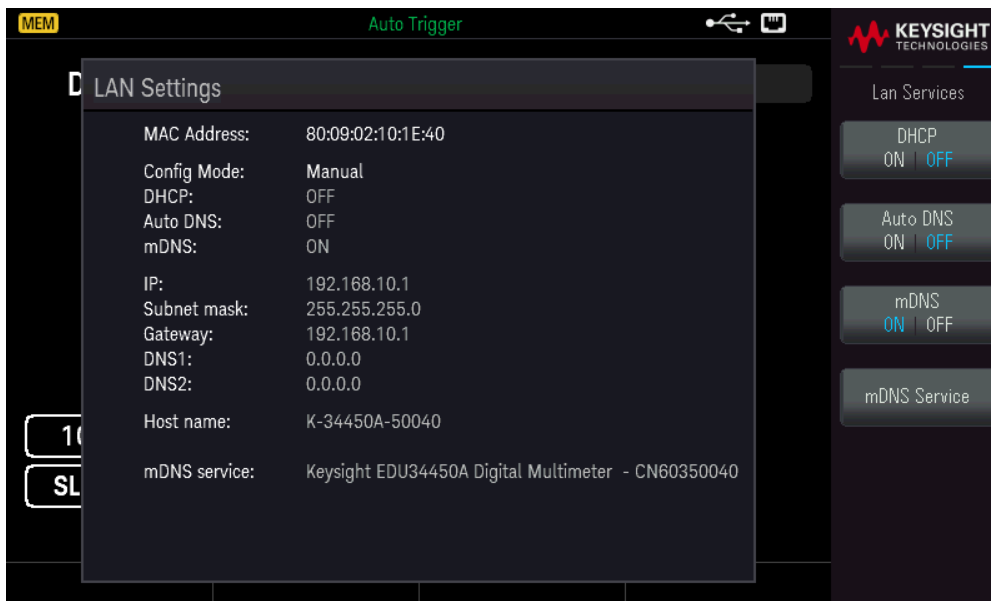 MEM
Auto Trigger
KEYSIGHT
TECHNOLOGIES
D
LAN Settings
MAC Address: 80:09:02:10:1E:40
Config Mode: Manual
DHCP: OFF
Auto DNS: OFF
mDNS: ON
IP: 192.168.10.1
Subnet mask: 255.255.255.0
Gateway: 192.168.10.1
DNS1: 0.0.0.0
DNS2: 0.0.0.0
Host name: K-34450A-50040
mDNS service: Keysight EDU34450A Digital Multimeter - CN60350040
10
SL
Lan Services
DHCP
ON | OFF
Auto DNS
ON | OFF
mDNS
ON | OFF
mDNS Service